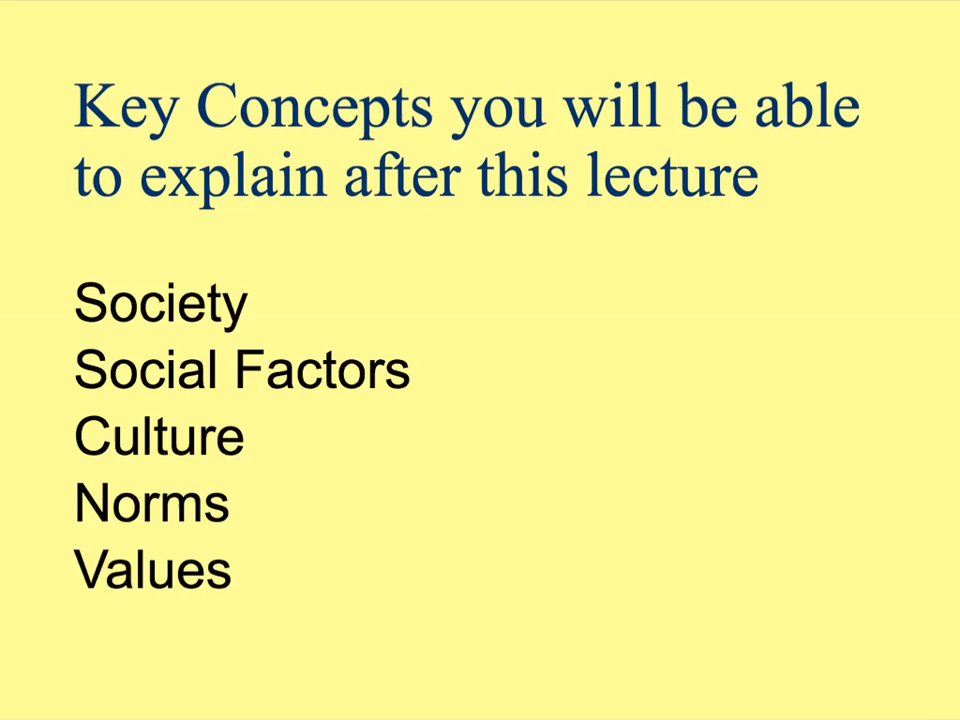 Key Concepts you will be able
to explain after this lecture
Society
Social Factors
Culture
Norms
Values